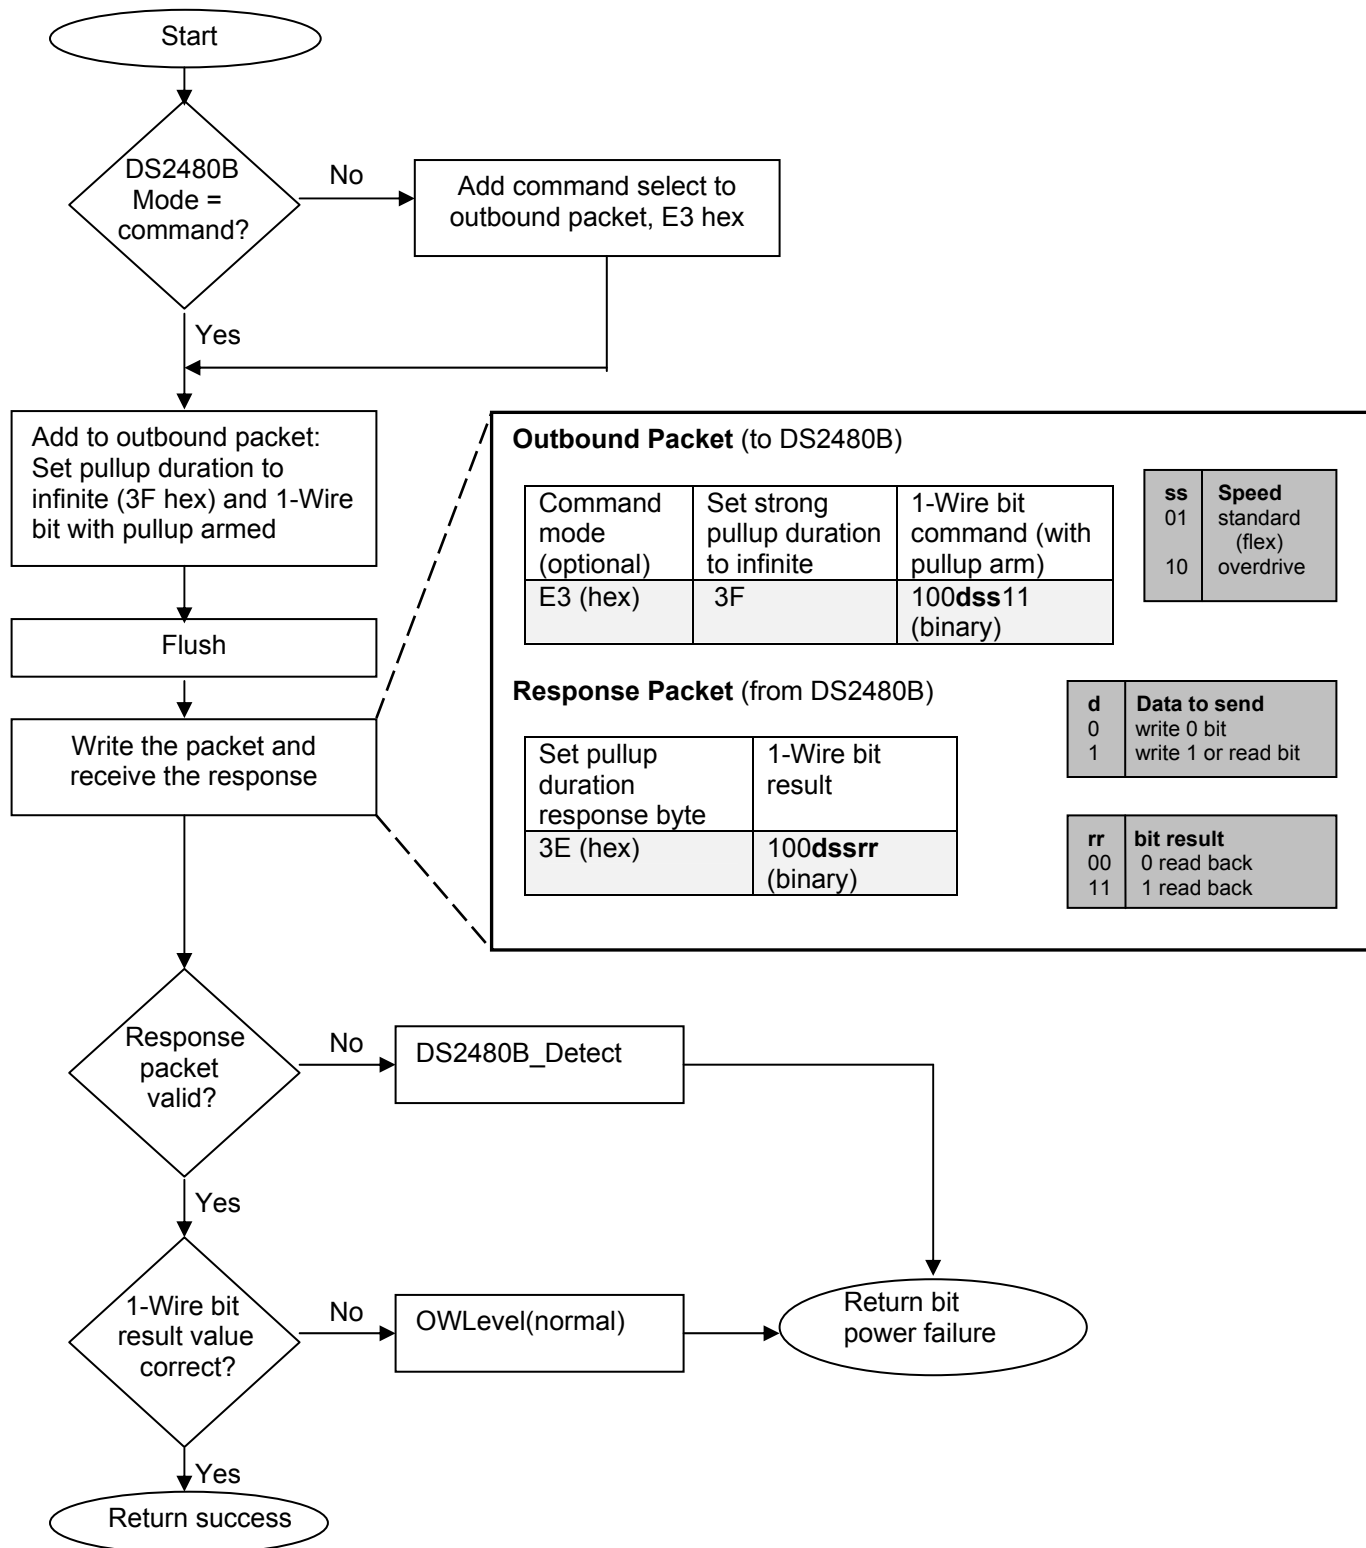 Start
DS2480B
Mode =
command?
No
Add command select to
outbound packet, E3 hex
Yes
Add to outbound packet:
Set pullup duration to
infinite (3F hex) and 1-Wire
bit with pullup armed
Flush
Write the packet and
receive the response
Outbound Packet (to DS2480B)
Command
mode
(optional)
Set strong
pullup duration
to infinite
1-Wire bit
command (with
pullup arm)
E3 (hex)
3F
100dss11
(binary)
ss Speed
01 standard
(flex)
10 overdrive
Response Packet (from DS2480B)
Set pullup
duration
response byte
1-Wire bit
result
3E (hex)
100dssrr
(binary)
d Data to send
0 write 0 bit
1 write 1 or read bit
rr bit result
00 0 read back
11 1 read back
Response
packet
valid?
No
DS2480B_Detect
Yes
1-Wire bit
result value
correct?
No
OWLevel(normal)
Return bit
power failure
Yes
Return success